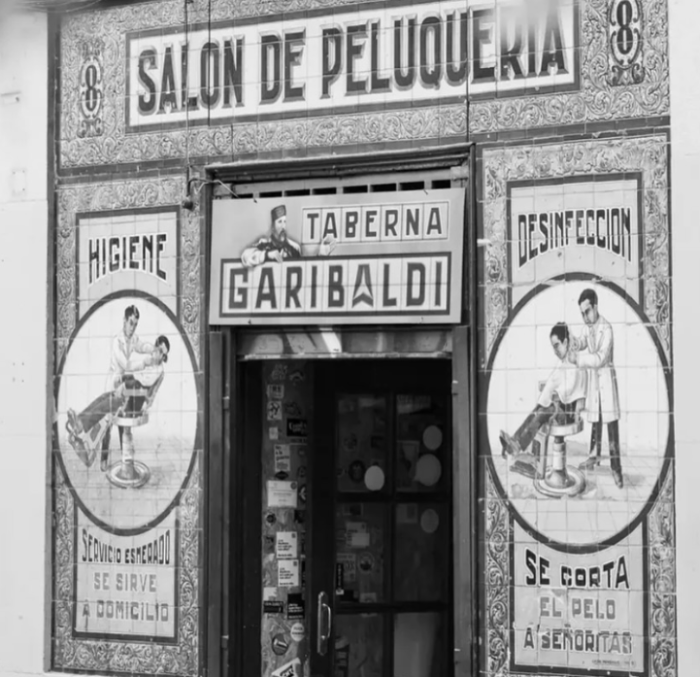 8
SALON DE PELUQUERIA
8
HIGIENE
SERVICIO ESMERADO
SE SIRVE
A DOMICILIO
TABERNA
GARIBALDI
DESINFECCION
SE CORTA
EL PELO
A SEÑORITAS